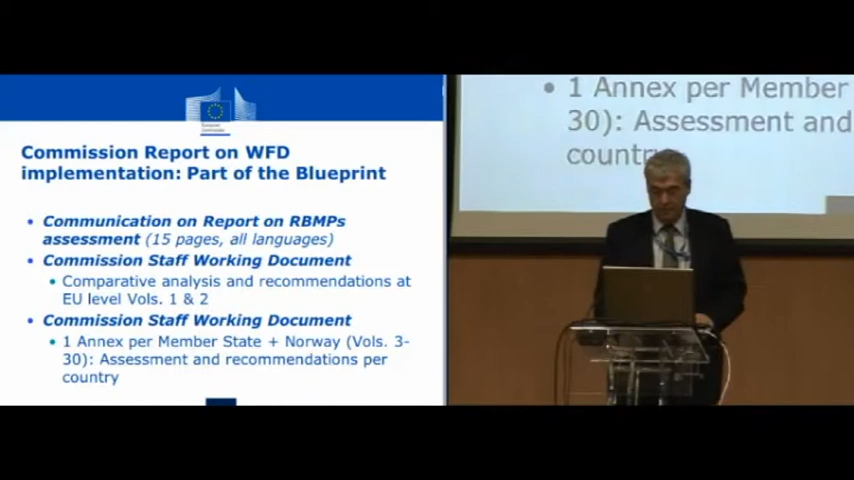 European
Commission
Commission Report on WFD
implementation: Part of the Blueprint
• Communication on Report on RBMPs
assessment (15 pages, all languages)
• Commission Staff Working Document
• Comparative analysis and recommendations at
EU level Vols. 1 & 2
• Commission Staff Working Document
• 1 Annex per Member State + Norway (Vols. 3-
30): Assessment and recommendations per
country
• 1 Annex per Member
30): Assessment and
country